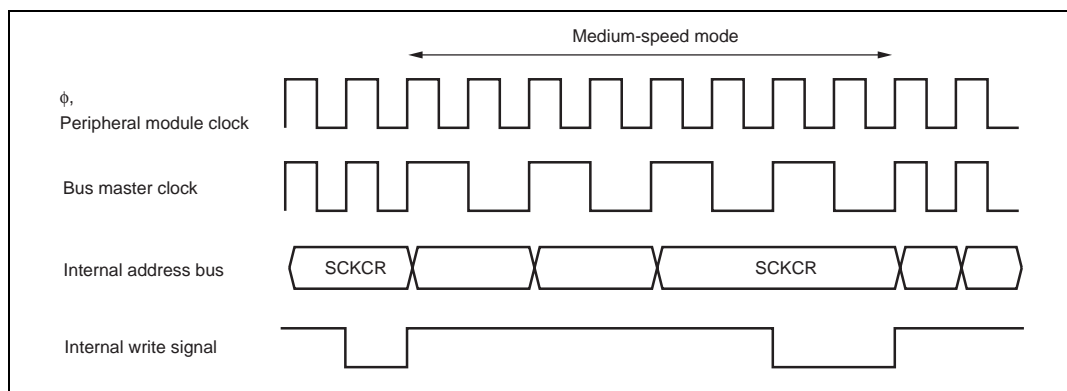 Medium-speed mode
ϕ,
Peripheral module clock
Bus master clock
Internal address bus
SCKCR
SCKCR
Internal write signal